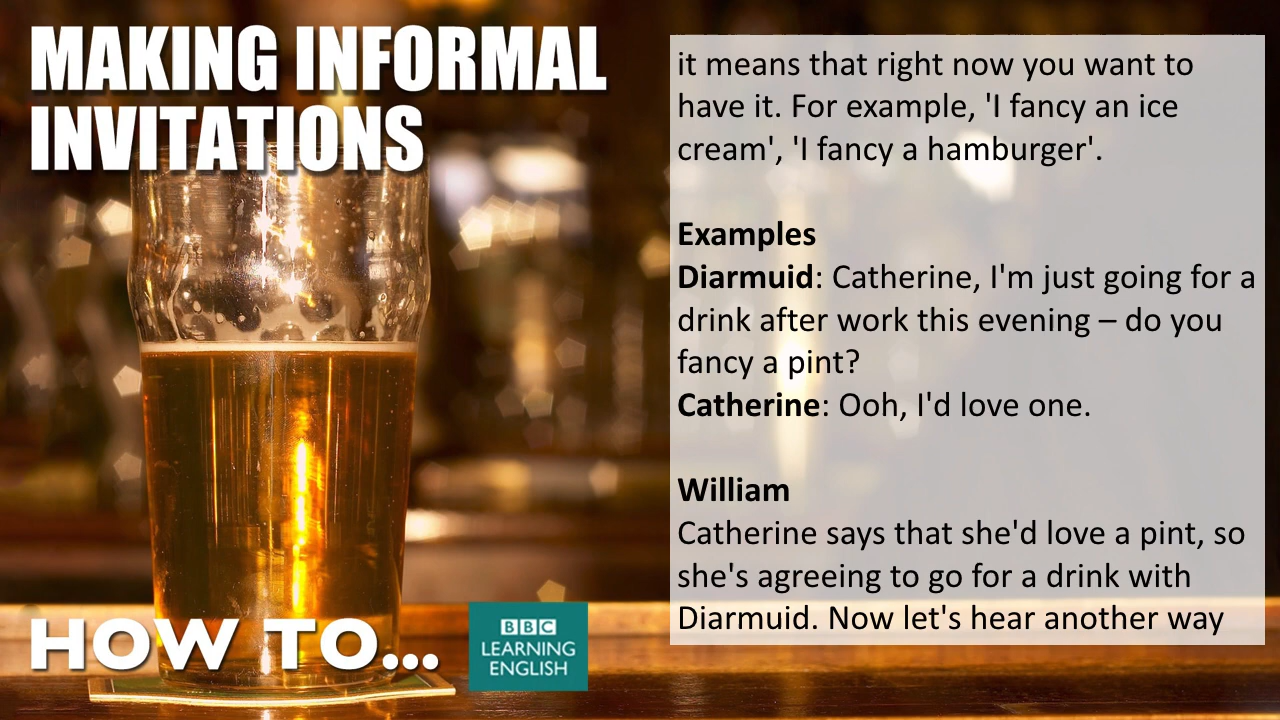 MAKING INFORMAL
INVITATIONS
it means that right now you want to
have it. For example, 'I fancy an ice
cream', 'I fancy a hamburger'.
Examples
Diarmuid: Catherine, I'm just going for a
drink after work this evening – do you
fancy a pint?
Catherine: Ooh, I'd love one.
William
Catherine says that she'd love a pint, so
she's agreeing to go for a drink with
Diarmuid. Now let's hear another way
HOW TO...
BBC
LEARNING
ENGLISH